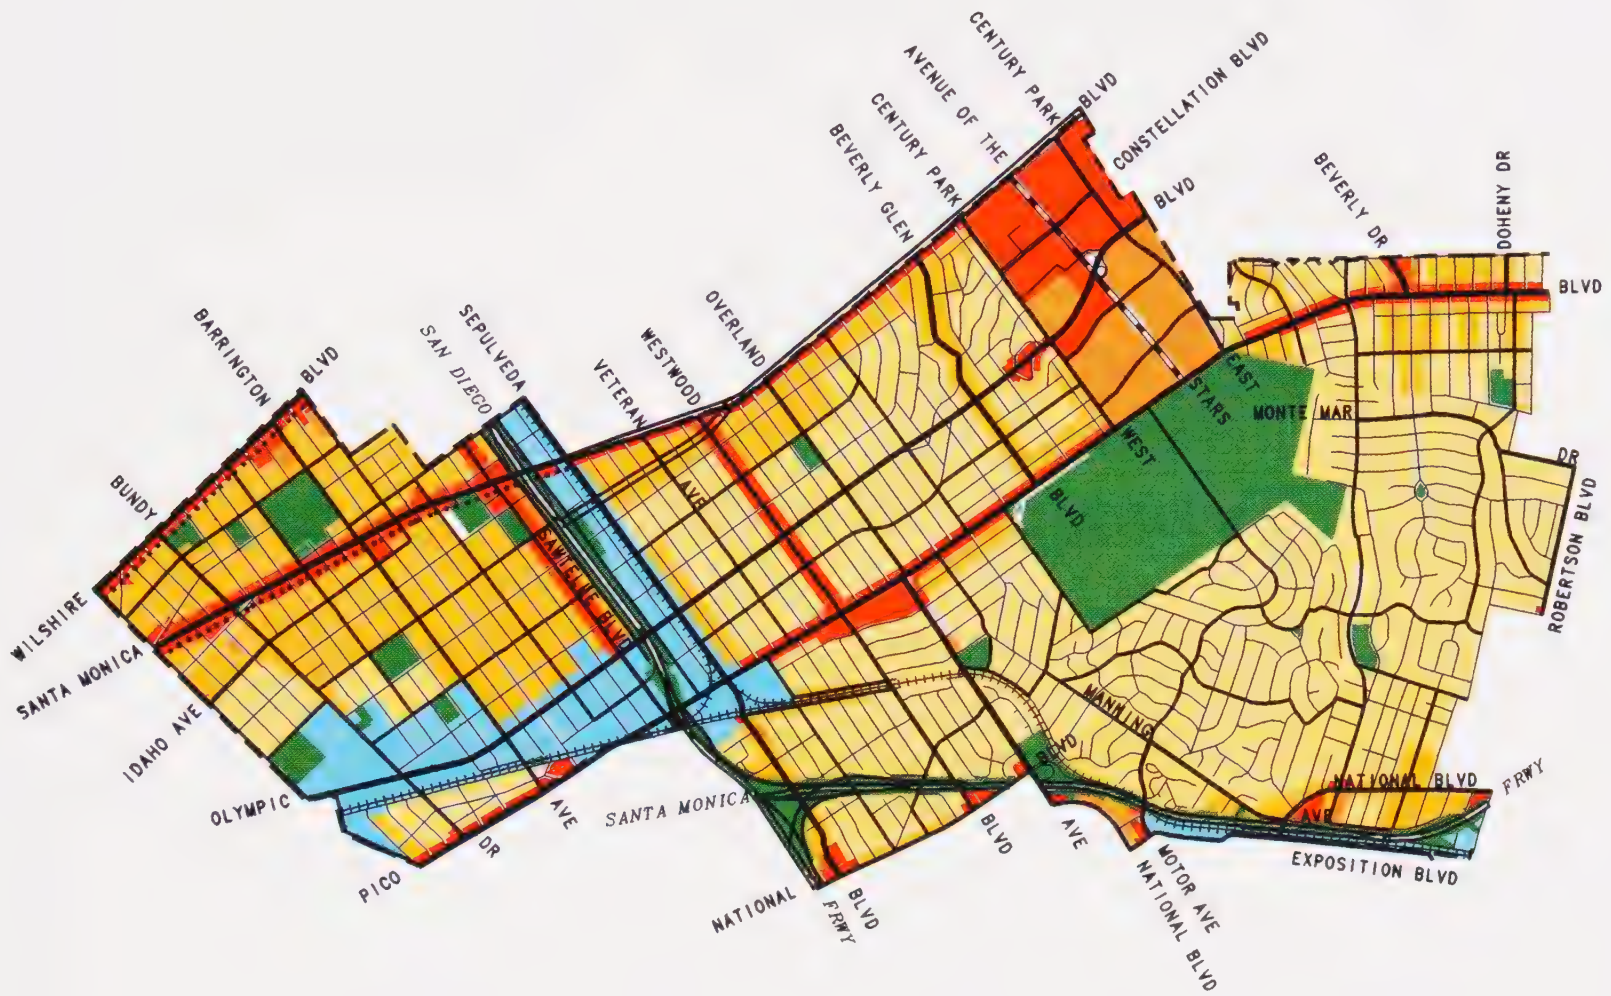 CENTURY PARK
BLVD
AVENUE OF THE
CONSTELLATION BLVD
CENTURY PARK
BEVERLY GLEN
BLVD
BEVERLY DR
DOHENY DR
BLVD
OVERLAND
WESTWOOD
VETERAN
SEPULVEDA
SAN DIEGO
BARRINGTON
BLVD
BUNDY
WILSHIRE
SANTA MONICA
IDAHO AVE
OLYMPIC
PICO
DR
AVE
SAWTELLE BLVD
AVE
EAST
STARS
WEST
BLVD
MONTE MAR
DR
ROBERTSON BLVD
MANNING
BLVD
NATIONAL BLVD
FRWY
AVE
EXPOSITION BLVD
SANTA MONICA
BLVD
AVE
MOTOR AVE
NATIONAL BLVD
NATIONAL
BLVD
FRWY